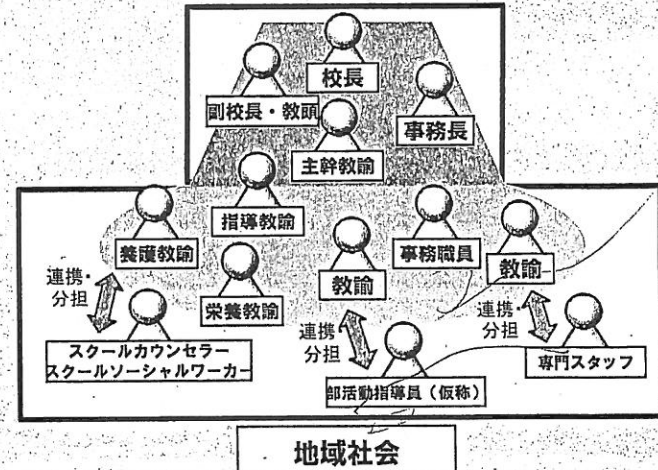 校長
副校長・教頭
事務長
主幹教諭
指導教諭
養護教諭
事務職員
教諭
教諭
栄養教諭
連携・
分担
連携
分担
連携・
分担
スクールカウンセラー
スクールソーシャルワーカー
部活動指導員（仮称）
専門スタッフ
地域社会